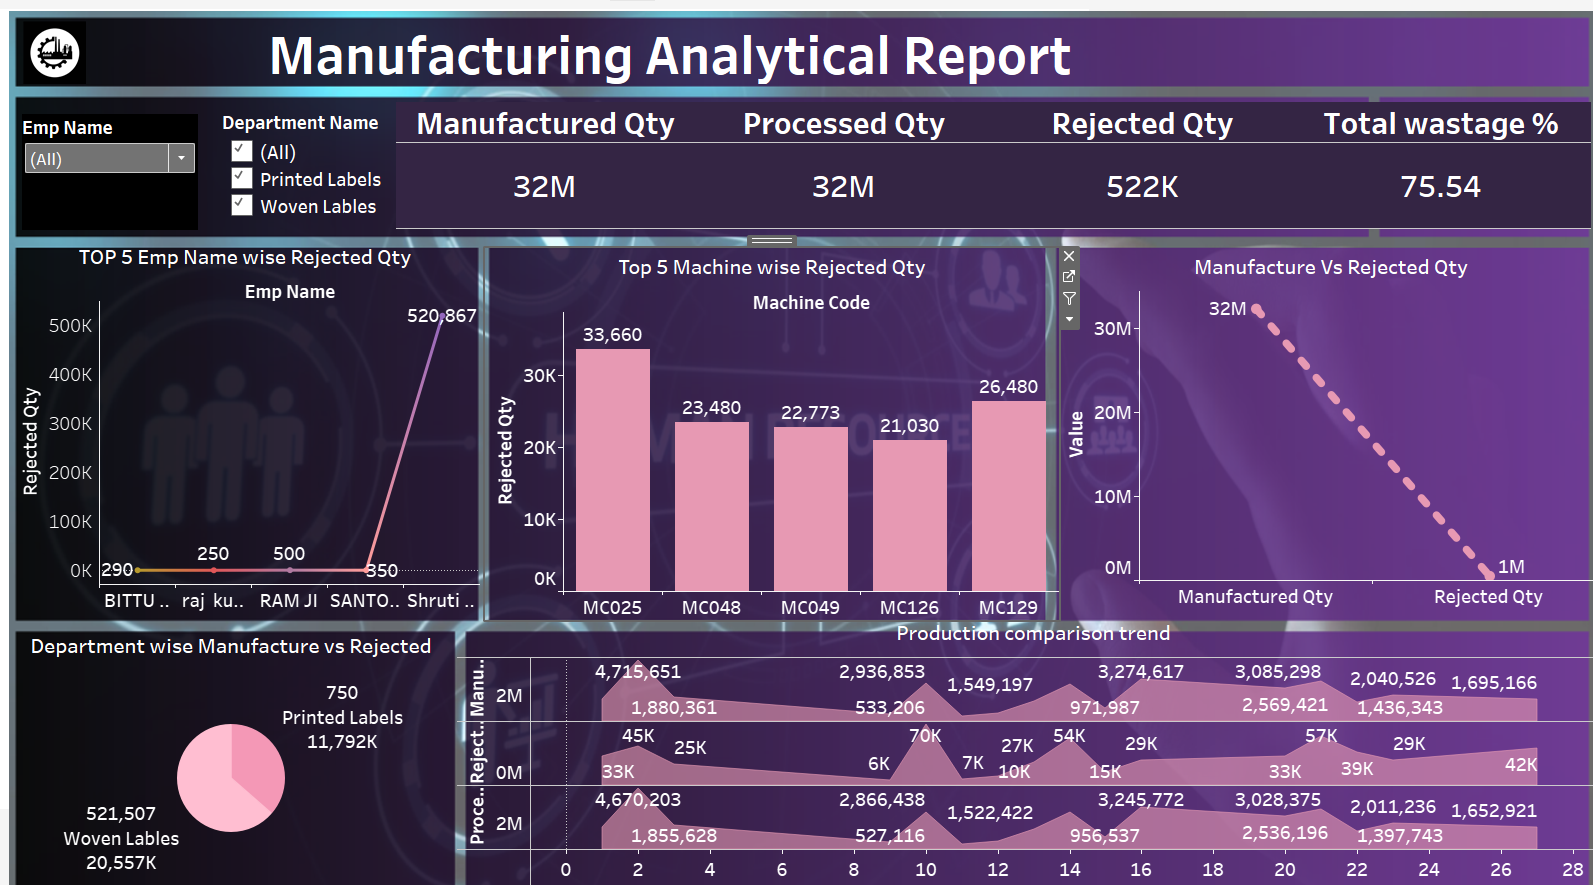 Manufacturing Analytical Report
Emp Name
(All)
Department Name
(All)
Printed Labels
Woven Lables
Manufactured Qty
Processed Qty
Rejected Qty
Total wastage %
32M
32M
522K
75.54
TOP 5 Emp Name wise Rejected Qty
Emp Name
Rejected Qty
500K
400K
300K
200K
100K
0K
290
250
500
350
520,867
BITTU ..
raj ku..
RAM JI
SANTO..
Shruti ..
Top 5 Machine wise Rejected Qty
Machine Code
Rejected Qty
30K
20K
10K
0K
33,660
23,480
22,773
21,030
26,480
MC025
MC048
MC049
MC126
MC129
Manufacture Vs Rejected Qty
Value
30M
20M
10M
0M
32M
1M
Manufactured Qty
Rejected Qty
Department wise Manufacture vs Rejected
750
Printed Labels
11,792K
521,507
Woven Lables
20,557K
Production comparison trend
Manu..
2M
4,715,651
1,880,361
2,936,853
533,206
1,549,197
971,987
3,274,617
3,085,298
2,569,421
2,040,526
1,436,343
1,695,166
Reject..
0M
33K
45K
25K
6K
70K
7K
10K
27K
54K
15K
29K
33K
57K
39K
29K
42K
Proce..
2M
4,670,203
1,855,628
2,866,438
527,116
1,522,422
956,537
3,245,772
3,028,375
2,536,196
2,011,236
1,397,743
1,652,921
0 2 4 6 8 10 12 14 16 18 20 22 24 26 28